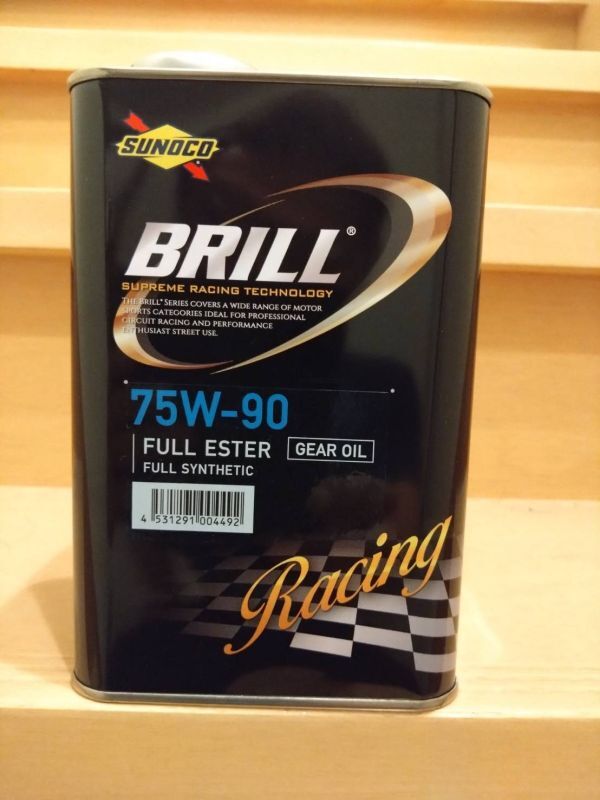 SUNOCO
BRILL®
SUPREME RACING TECHNOLOGY
THE BRILL® SERIES COVERS A WIDE RANGE OF MOTOR
SPORTS CATEGORIES IDEAL FOR PROFESSIONAL
CIRCUIT RACING AND PERFORMANCE
ENTHUSIAST STREET USE.
75W-90
FULL ESTER GEAR OIL
FULL SYNTHETIC
4 531291 004492
Racing